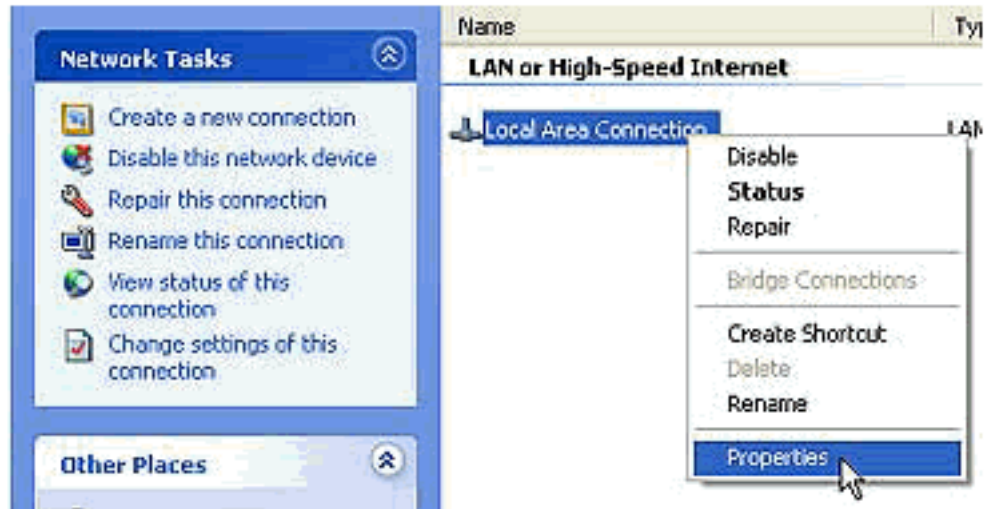 Network Tasks
Create a new connection
Disable this network device
Repair this connection
Rename this connection
View status of this
connection
Change settings of this
connection
Other Places
Name
LAN or High-Speed Internet
Local Area Connection
Disable
Status
Repair
Bridge Connections
Create Shortcut
Delete
Rename
Properties